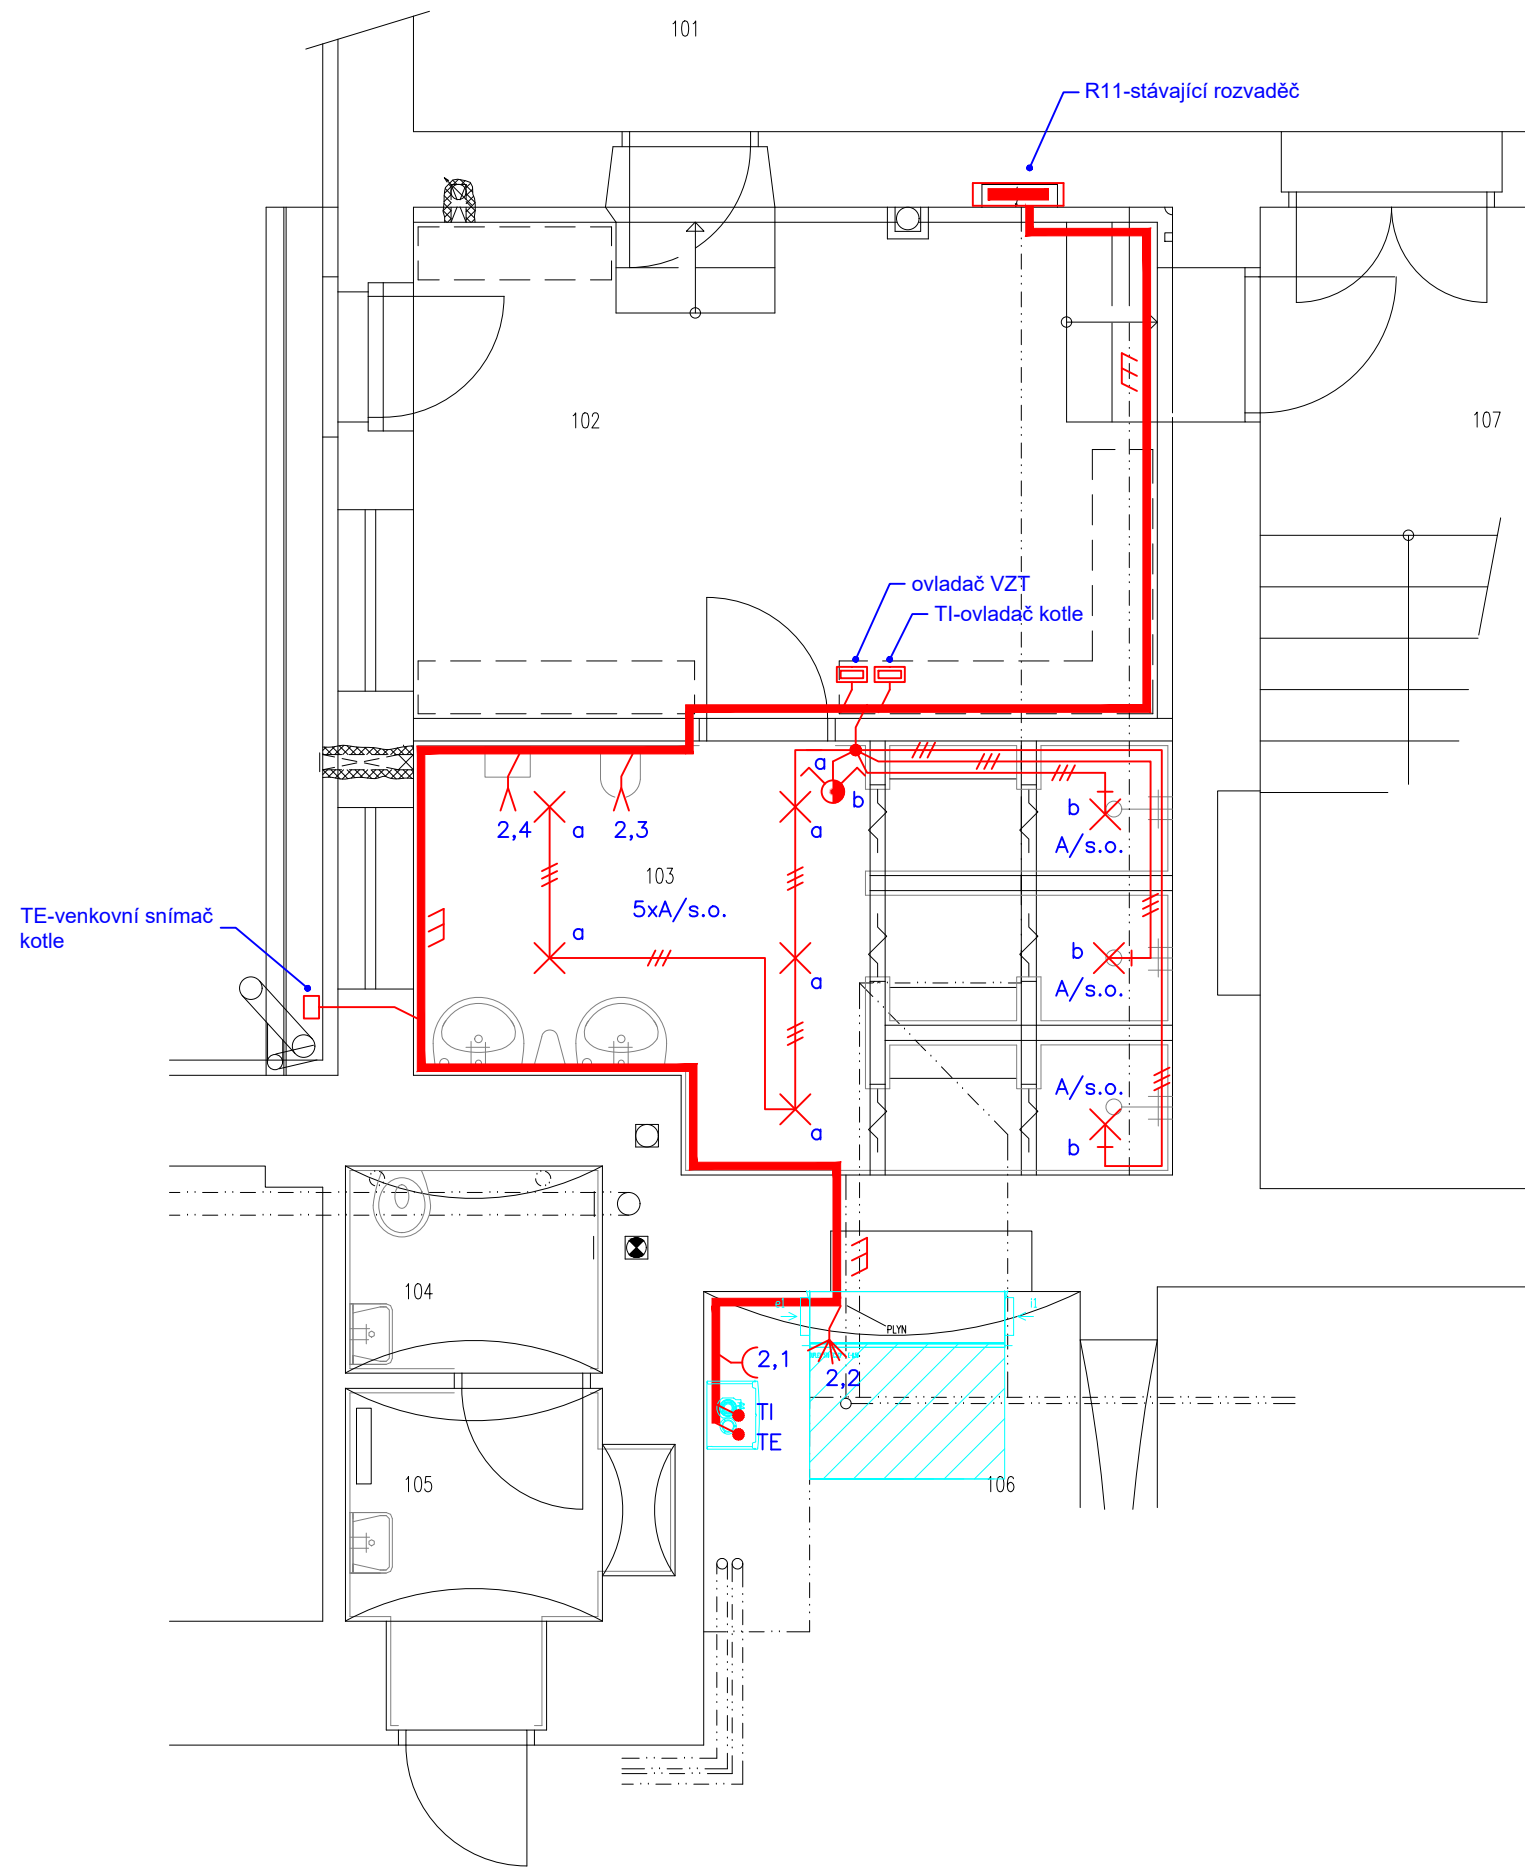 101
R11-stávající rozvaděč
102
107
ovladač VZT
TI-ovladač kotle
a
b
b
2,4
a
2,3
a
A/s.o.
103
5xA/s.o.
TE-venkovní snímač
kotle
a
b
a
A/s.o.
A/s.o.
a
b
104
i1
PLYN
2,1
2,2
TI
TE
105
106